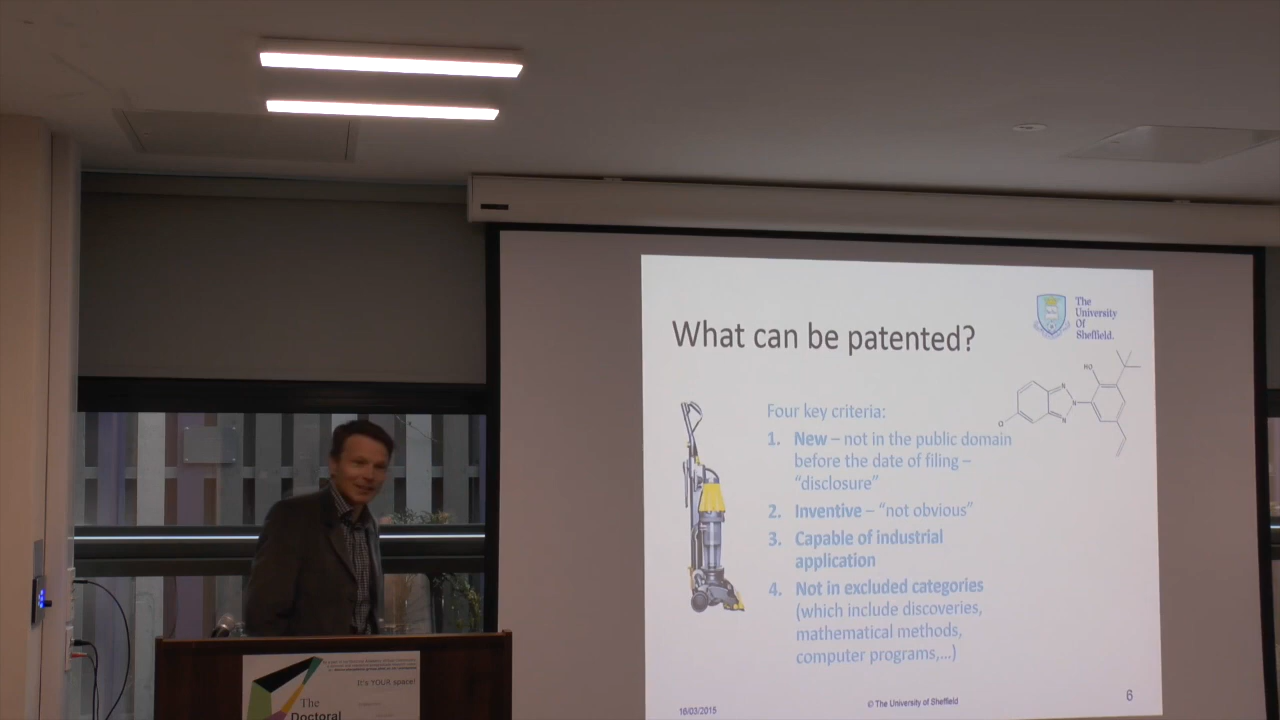 The
University
Of
Sheffield.
What can be patented?
HO
N
N
N
Cl
Four key criteria:
1. New – not in the public domain
before the date of filing –
“disclosure”
2. Inventive – “not obvious”
3. Capable of industrial
application
4. Not in excluded categories
(which include discoveries,
mathematical methods,
computer programs,…)
16/03/2015
© The University of Sheffield
6
It's YOUR space!
The
Doctoral